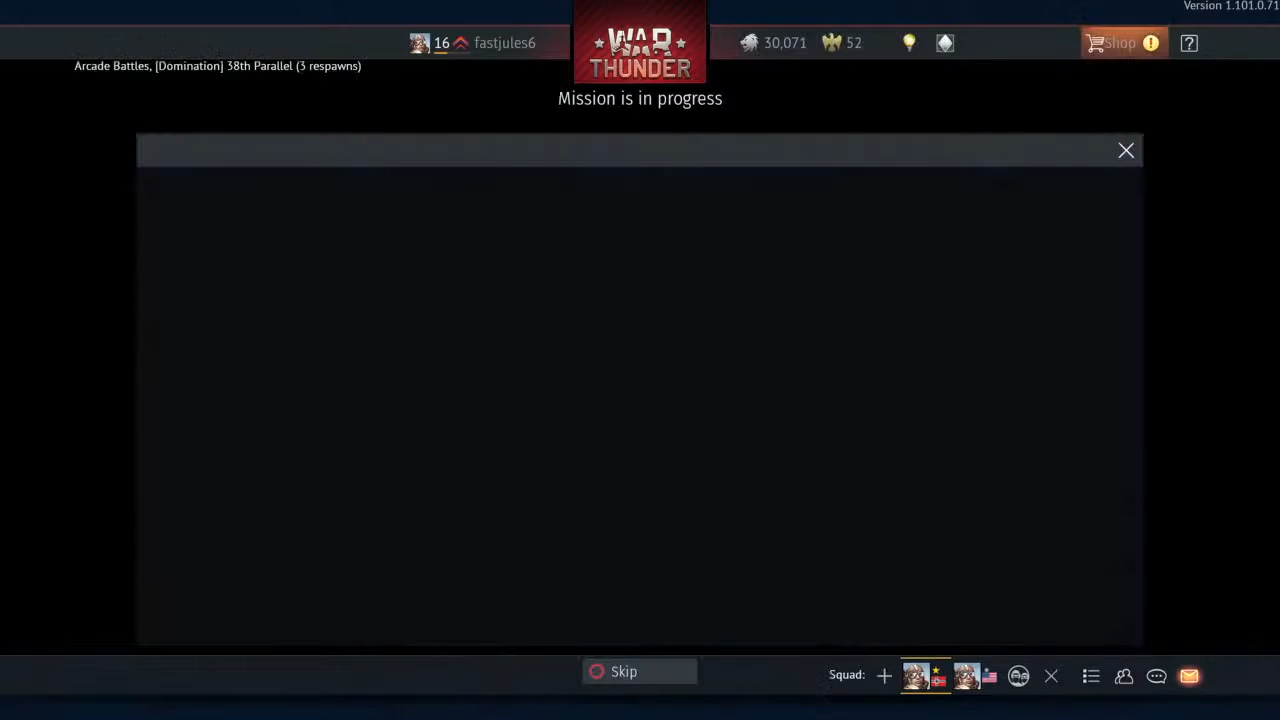 Version 1.101.0.71
16 fastjules6
WAR
THUNDER
30,071
52
Shop
Arcade Battles, [Domination] 38th Parallel (3 respawns)
Mission is in progress
Skip
Squad: